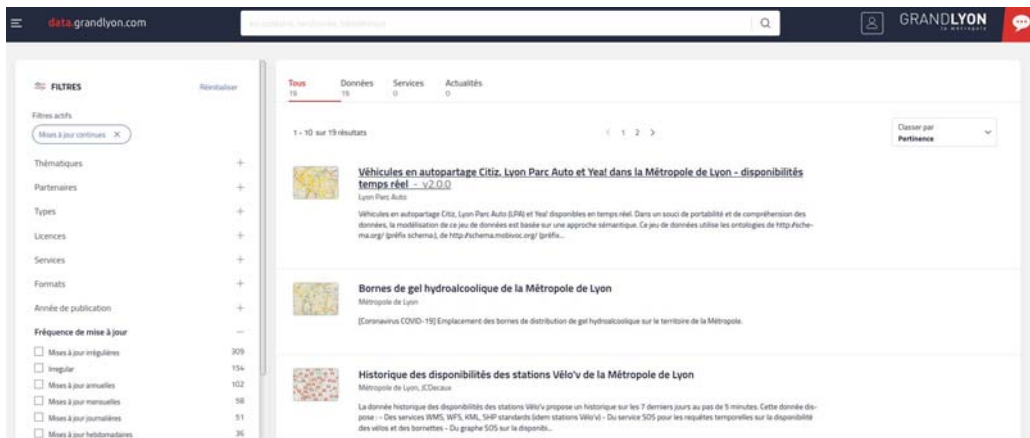 data.grandlyon.com
GRANDLYON
la métropole
FILTRES
Réinitialiser
Filtres actifs
Mises à jour continues X
Thématiques +
Partenaires +
Types +
Licences +
Services +
Formats +
Année de publication +
Fréquence de mise à jour —
Mises à jour irrégulières 309
Irregular 154
Mises à jour annuelles 102
Mises à jour mensuelles 58
Mises à jour journalières 51
Mises à jour hebdomadaires 36
Tous Données Services Actualités
19 19 0 0
1 - 10 sur 19 résultats
< 1 2 >
Classer par
Pertinence
Véhicules en autopartage Citiz, Lyon Parc Auto et Yea! dans la Métropole de Lyon - disponibilités
temps réel - v2.0.0
Lyon Parc Auto
Véhicules en autopartage Citiz, Lyon Parc Auto (LPA) et Yea! disponibles en temps réel. Dans un souci de portabilité et de compréhension des
données, la modélisation de ce jeu de données est basée sur une approche sémantique. Ce jeu de données utilise les ontologies de http://sche-
ma.org/ (préfix schema:), de http://schema.mobivoc.org/ (préfix...
Bornes de gel hydroalcoolique de la Métropole de Lyon
Métropole de Lyon
[Coronavirus COVID-19] Emplacement des bornes de distribution de gel hydroalcoolique sur le territoire de la Métropole.
Historique des disponibilités des stations Vélo'v de la Métropole de Lyon
Métropole de Lyon, JCDecaux
La donnée historique des disponibilités des stations Vélo'v propose un historique sur les 7 derniers jours au pas de 5 minutes. Cette donnée dis-
pose : - Des services WMS, WFS, KML, SHP standards (idem stations Vélo'v) - Du service SOS pour les requêtes temporelles sur la disponibilité
des vélos et des bornettes - Du graphe SOS sur la disponibi...